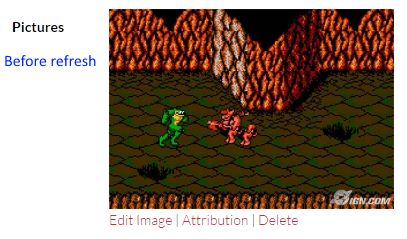 Pictures
Before refresh
IGN.COM
Edit Image | Attribution | Delete